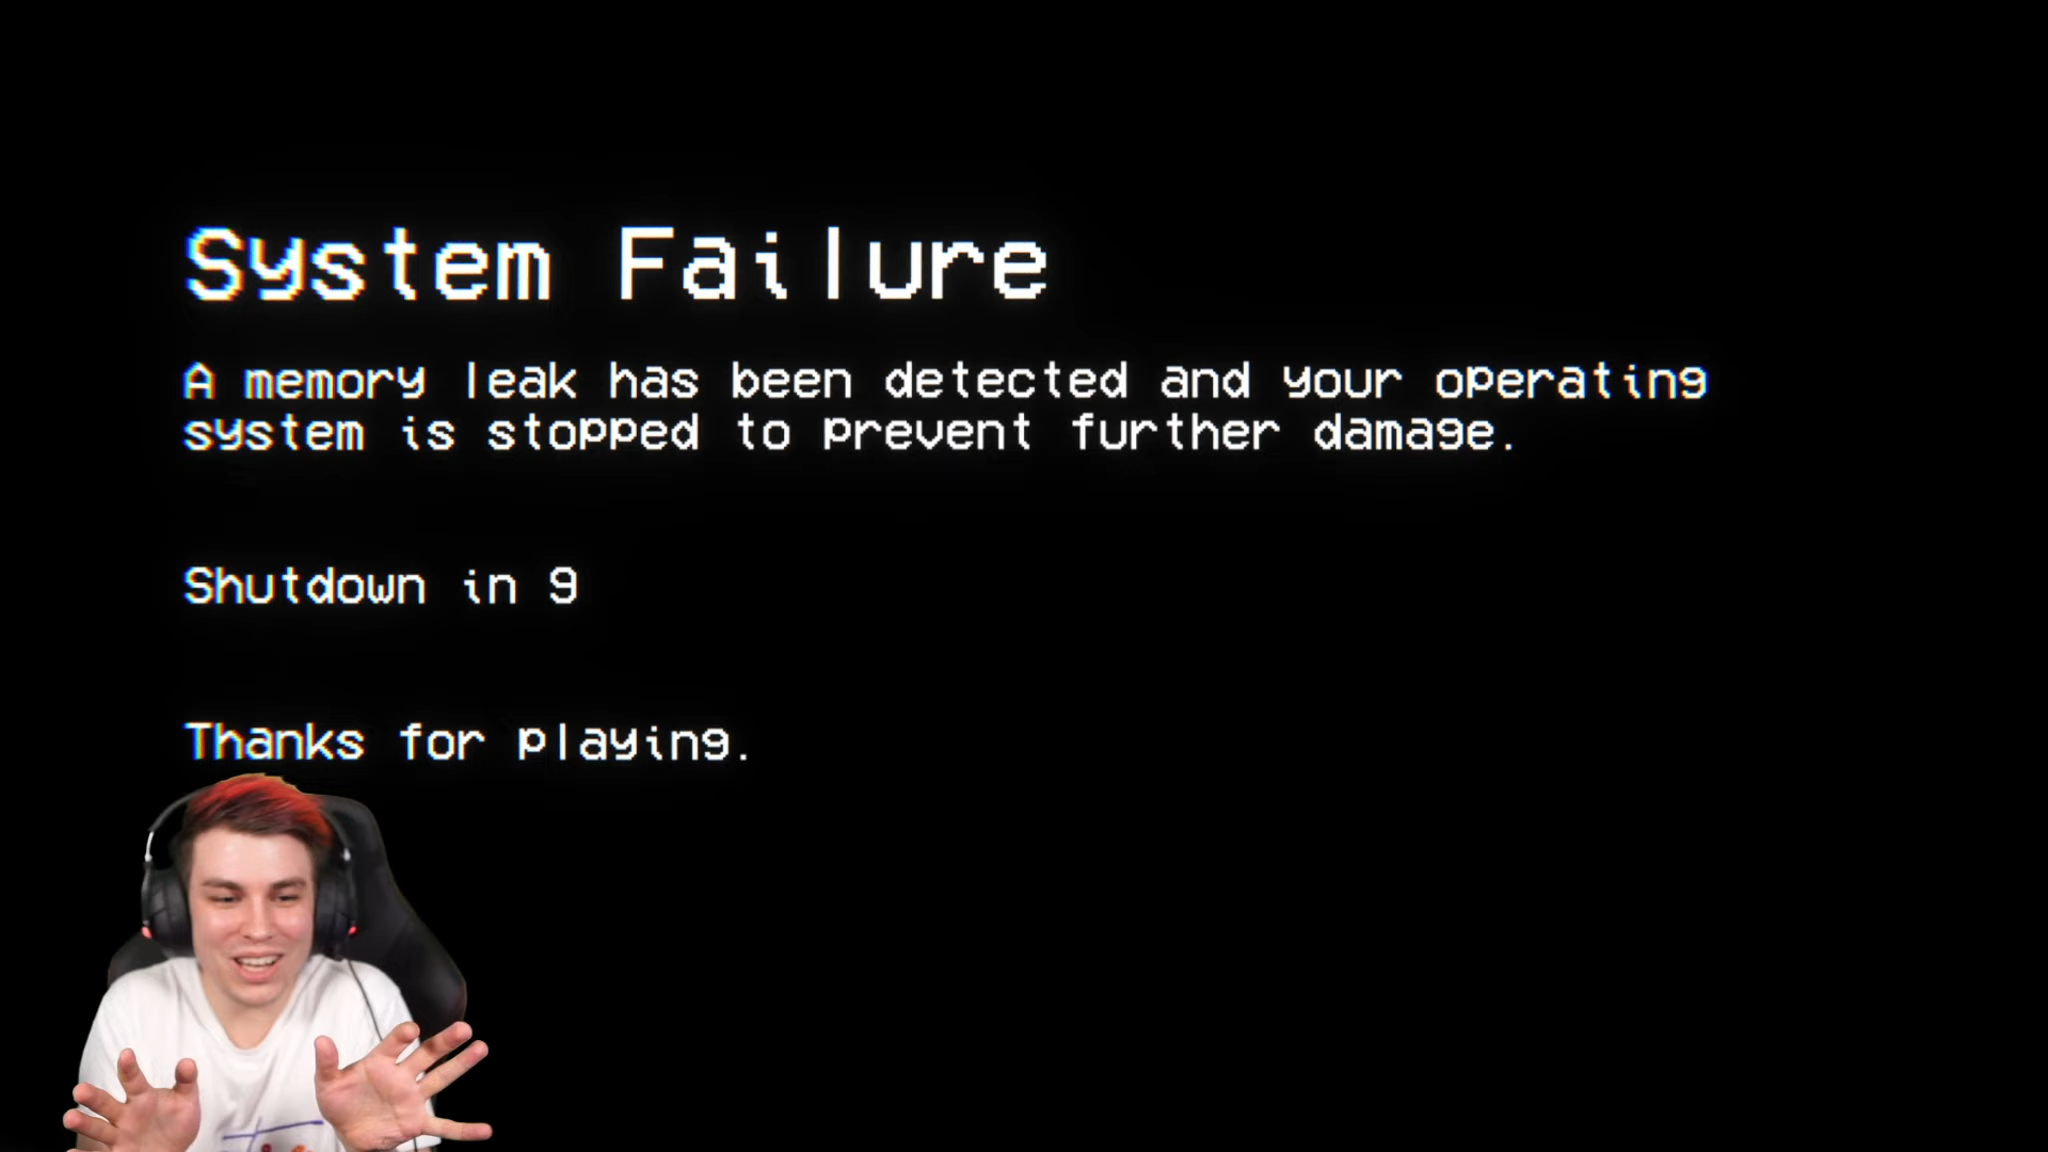 System Failure
A memory leak has been detected and your operating
system is stopped to prevent further damage.
Shutdown in 9
Thanks for playing.